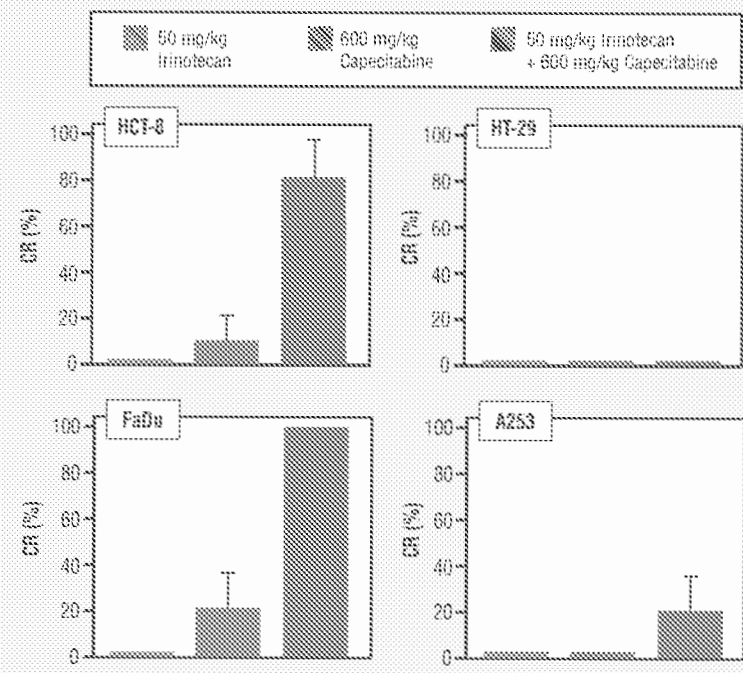 50 mg/kg
Irinotecan
600 mg/kg
Capecitabine
50 mg/kg Irinotecan
+ 600 mg/kg Capecitabine
HCT-8
CR (%)
100
80
60
40
20
0
HT-29
CR (%)
100
80
60
40
20
0
FaDu
CR (%)
100
80
60
40
20
0
A253
CR (%)
100
80
60
40
20
0